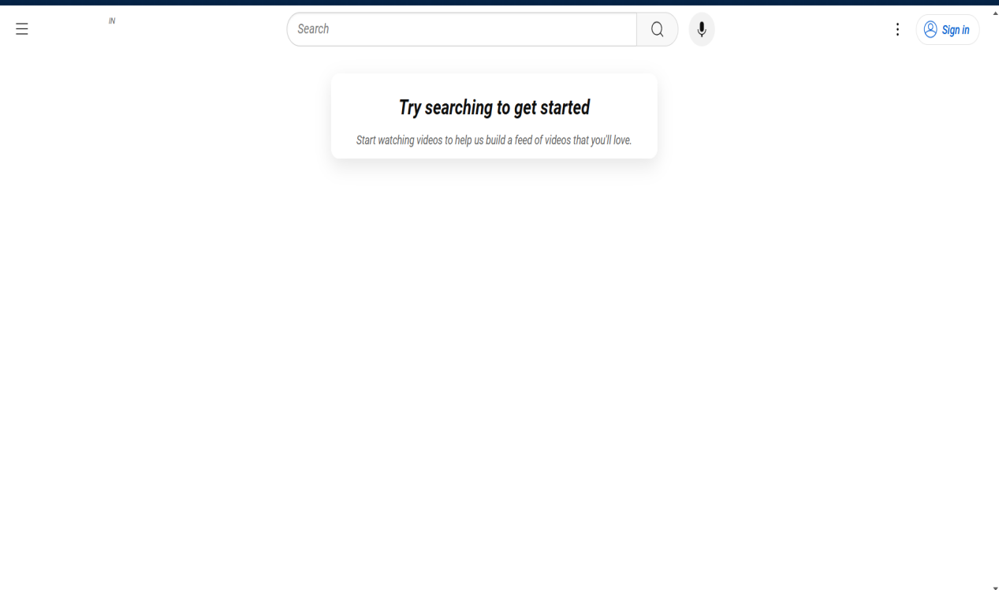 IN
Search
Sign in
Try searching to get started
Start watching videos to help us build a feed of videos that you'll love.